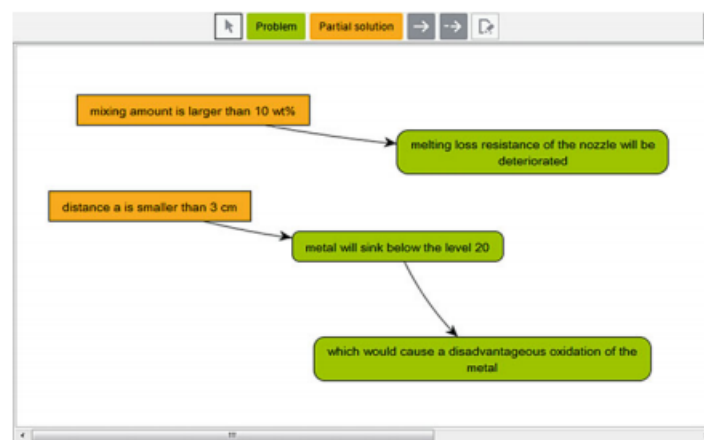 Problem
Partial solution
mixing amount is larger than 10 wt%
melting loss resistance of the nozzle will be
deteriorated
distance a is smaller than 3 cm
metal will sink below the level 20
which would cause a disadvantageous oxidation of the
metal